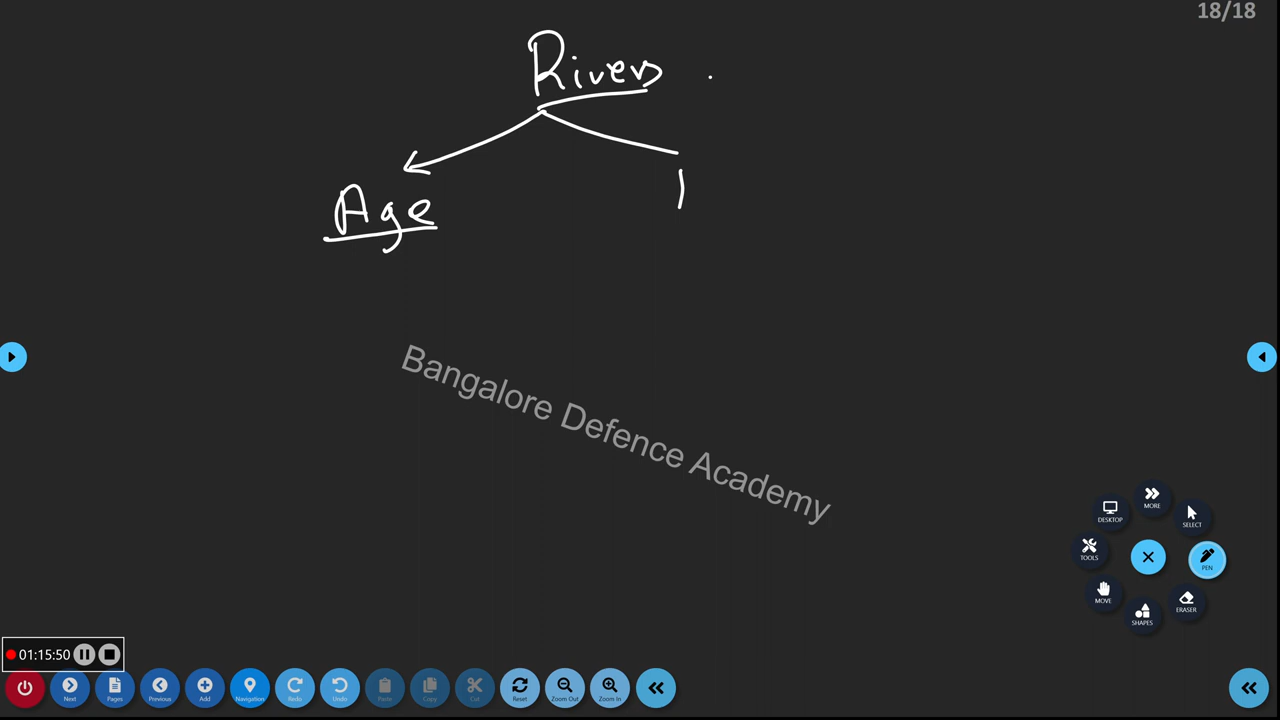 18/18
Rivers
Age
Bangalore Defence Academy
MORE
DESKTOP
SELECT
TOOLS
PEN
MOVE
ERASER
SHAPES
01:15:50
Next
Pages
Previous
Add
Navigation
Redo
Undo
Paste
Copy
Cut
Reset
Zoom Out
Zoom In